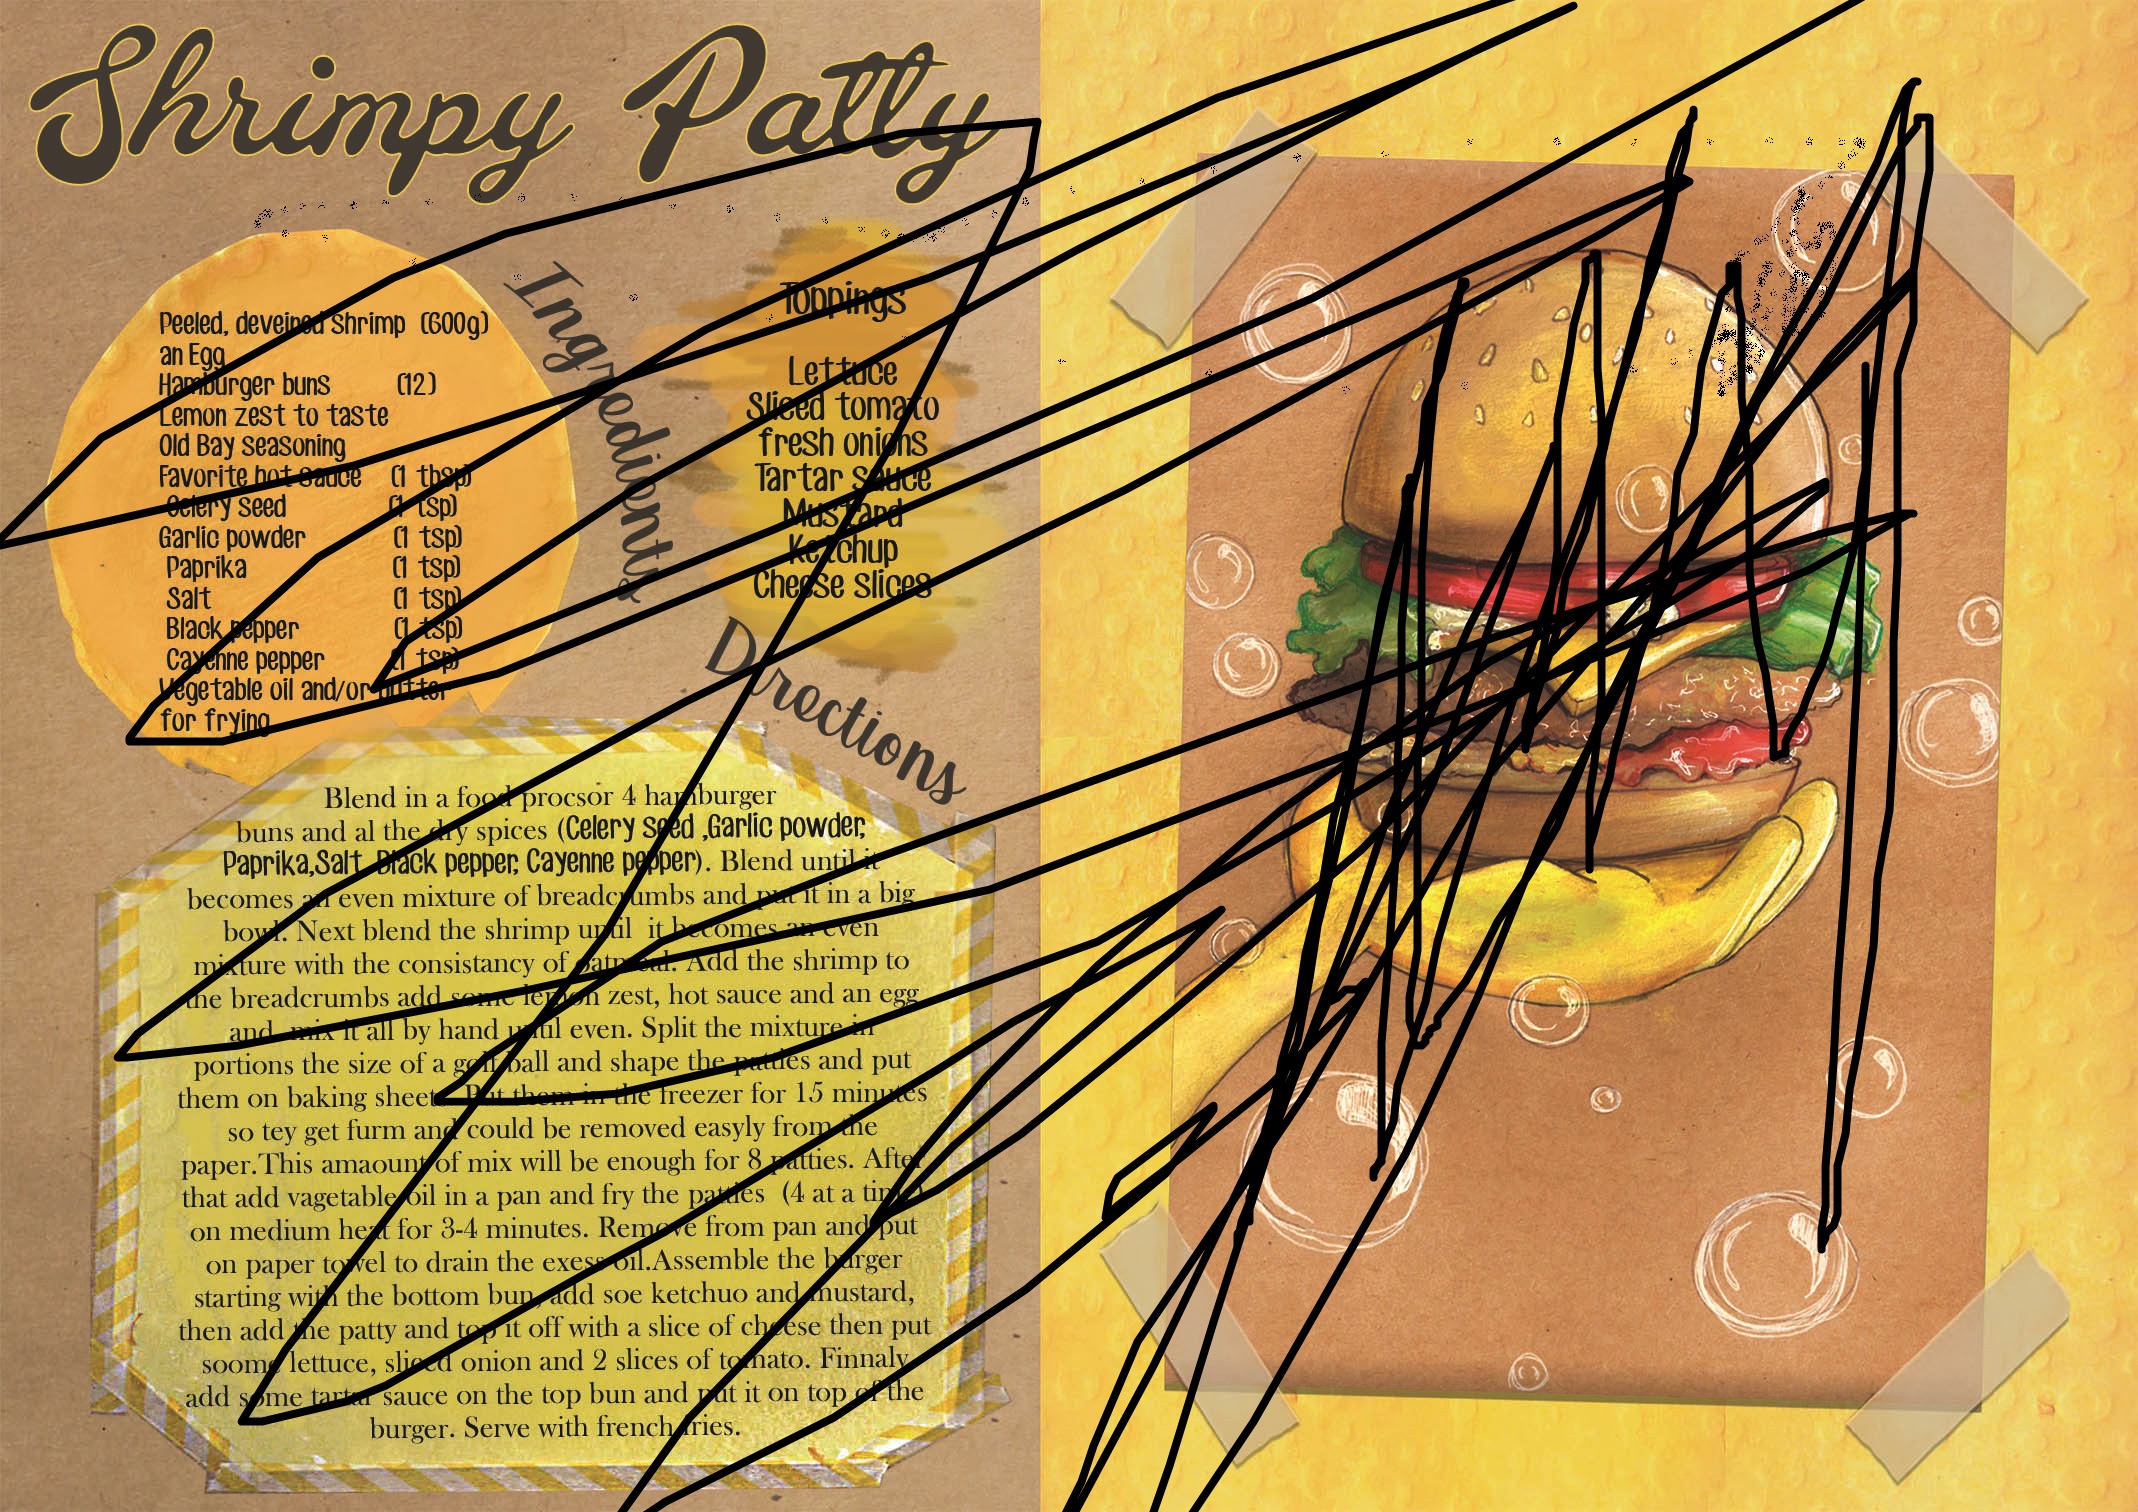 Shrimpy Patty
Ingredients
Peeled, deveined Shrimp (600g)
an Egg
Hamburger buns (12)
Lemon zest to taste
Old Bay seasoning
Favorite hot sauce (1 tbsp)
Celery seed (1 tsp)
Garlic powder (1 tsp)
Paprika (1 tsp)
Salt (1 tsp)
Black pepper (1 tsp)
Cayenne pepper (1 tsp)
Vegetable oil and/or butter
for frying
Toppings
Lettuce
Sliced tomato
fresh onions
Tartar sauce
Mustard
Ketchup
Cheese slices
Directions
Blend in a food procsor 4 hamburger
buns and al the dry spices (Celery seed ,Garlic powder,
Paprika,Salt, Black pepper, Cayenne pepper). Blend until it
becomes an even mixture of breadcrumbs and put it in a big
bowl. Next blend the shrimp until it becomes an even
mixture with the consistancy of oatmeal. Add the shrimp to
the breadcrumbs add some lemon zest, hot sauce and an egg
and mix it all by hand until even. Split the mixture in
portions the size of a golf ball and shape the patties and put
them on baking sheets. Put them in the freezer for 15 minutes
so tey get furm and could be removed easyly from the
paper.This amaount of mix will be enough for 8 patties. After
that add vagetable oil in a pan and fry the patties (4 at a time)
on medium heat for 3-4 minutes. Remove from pan and put
on paper towel to drain the exess oil.Assemble the burger
starting with the bottom bun, add soe ketchuo and mustard,
then add the patty and top it off with a slice of cheese then put
soome lettuce, sliced onion and 2 slices of tomato. Finnaly
add some tartar sauce on the top bun and put it on top of the
burger. Serve with french fries.